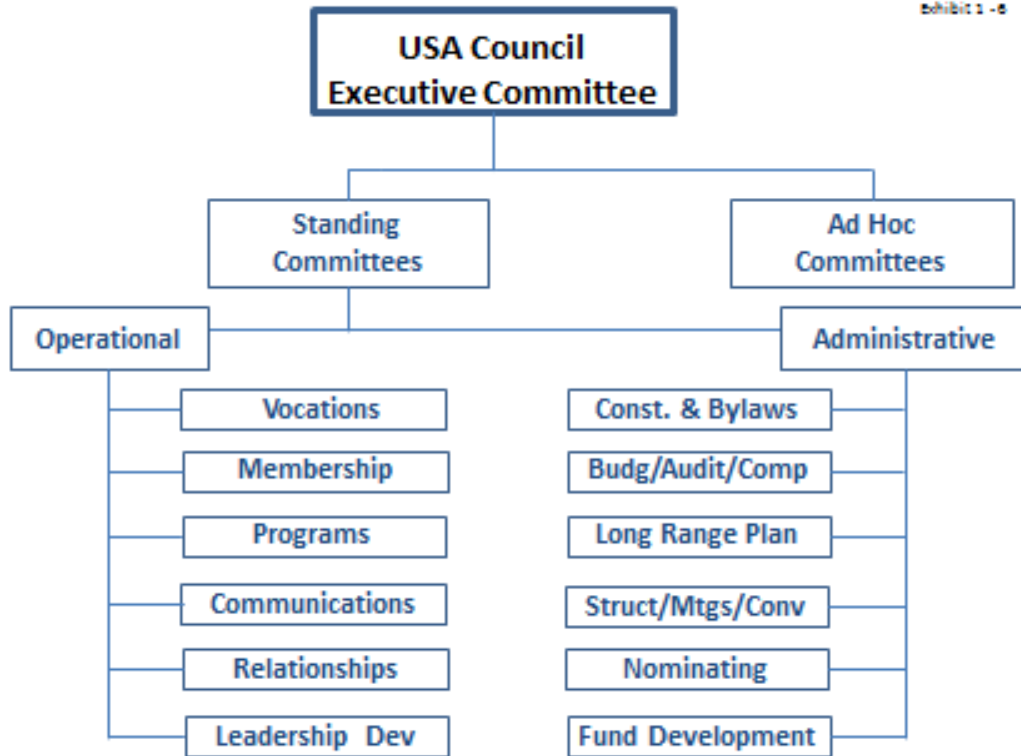 Exhibit 1 -6
USA Council
Executive Committee
Standing
Committees
Ad Hoc
Committees
Operational
Administrative
Vocations
Membership
Programs
Communications
Relationships
Leadership Dev
Const. & Bylaws
Budg/Audit/Comp
Long Range Plan
Struct/Mtgs/Conv
Nominating
Fund Development